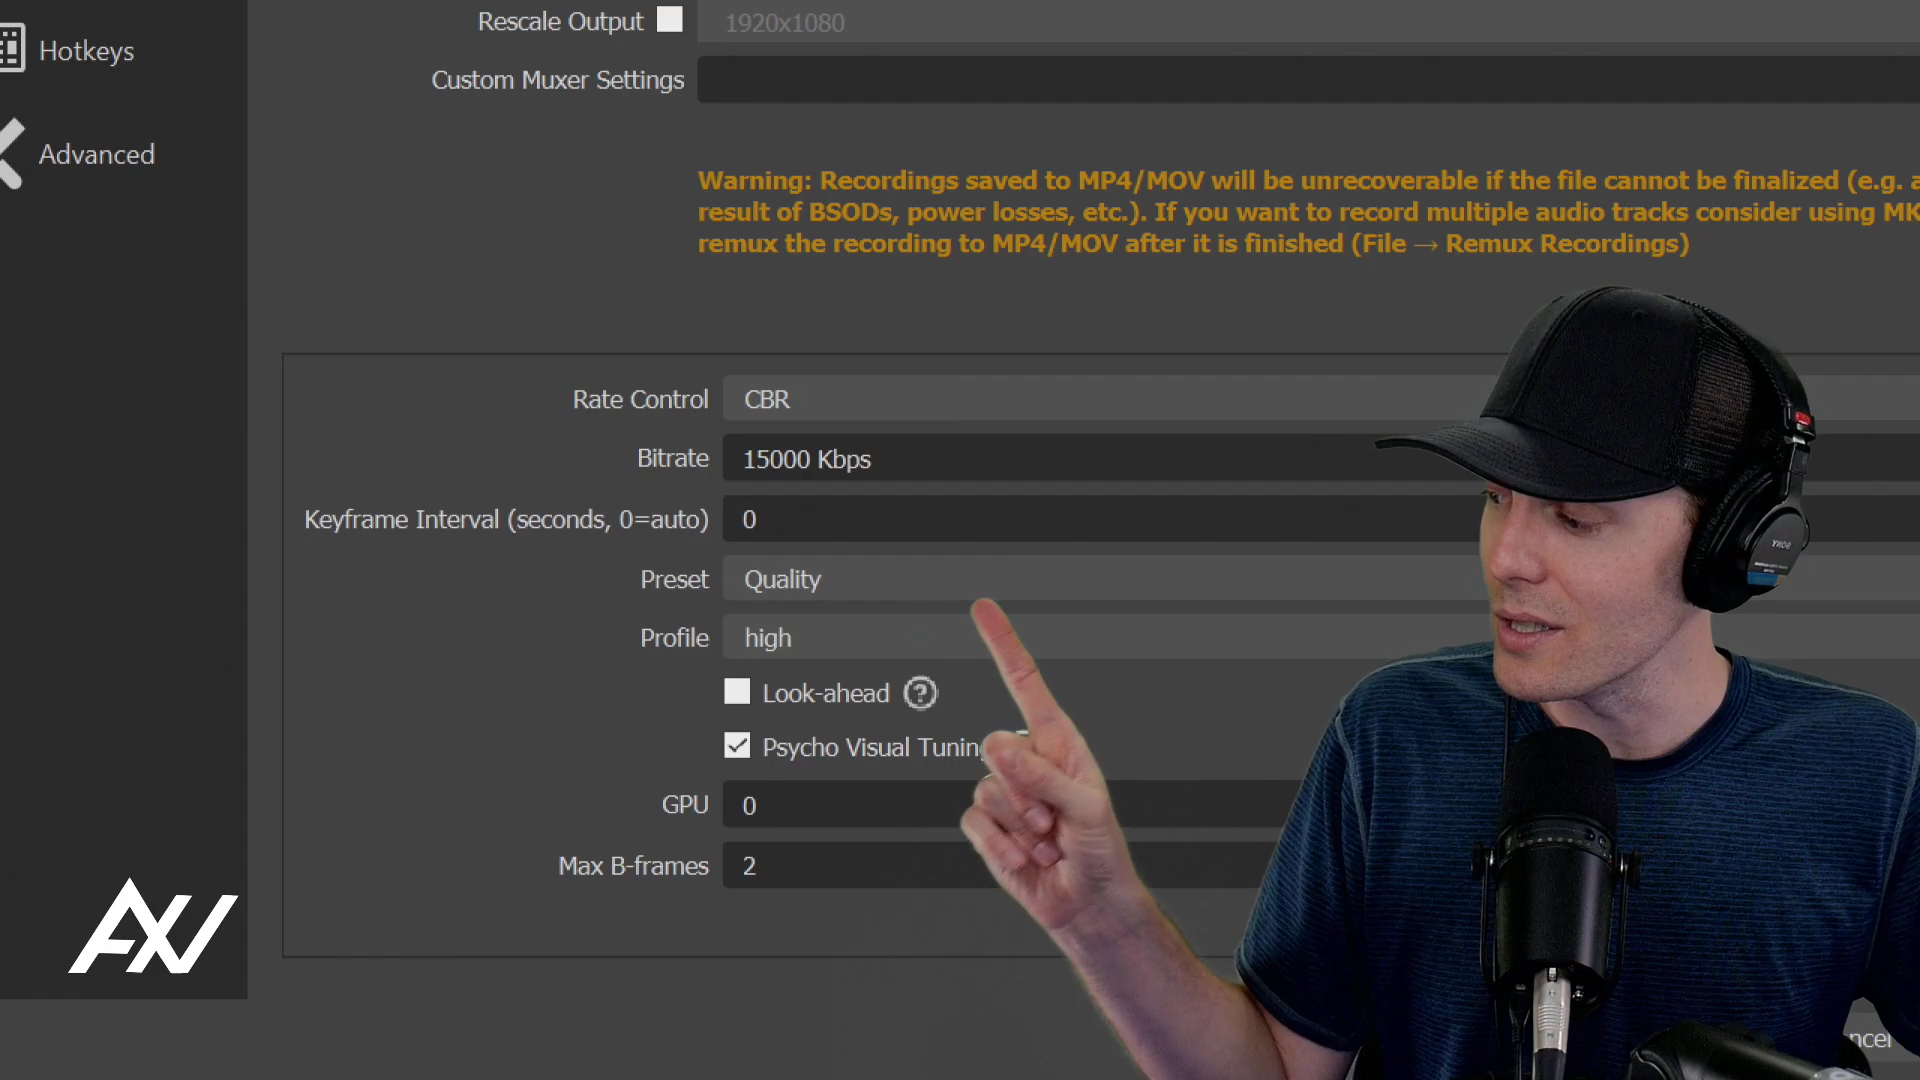 Rescale Output
1920x1080
Hotkeys
Custom Muxer Settings
Advanced
Warning: Recordings saved to MP4/MOV will be unrecoverable if the file cannot be finalized (e.g. a
result of BSODs, power losses, etc.). If you want to record multiple audio tracks consider using MK
remux the recording to MP4/MOV after it is finished (File → Remux Recordings)
Rate Control CBR
Bitrate 15000 Kbps
Keyframe Interval (seconds, 0=auto) 0
Preset Quality
Profile high
Look-ahead ?
Psycho Visual Tuning
GPU 0
Max B-frames 2
SONY
ncel